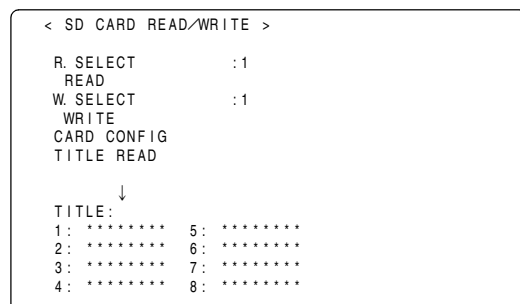 < SD CARD READ/WRITE >
R. SELECT :1
READ
W. SELECT :1
WRITE
CARD CONFIG
TITLE READ
↓
TITLE:
1: ******** 5: ********
2: ******** 6: ********
3: ******** 7: ********
4: ******** 8: ********